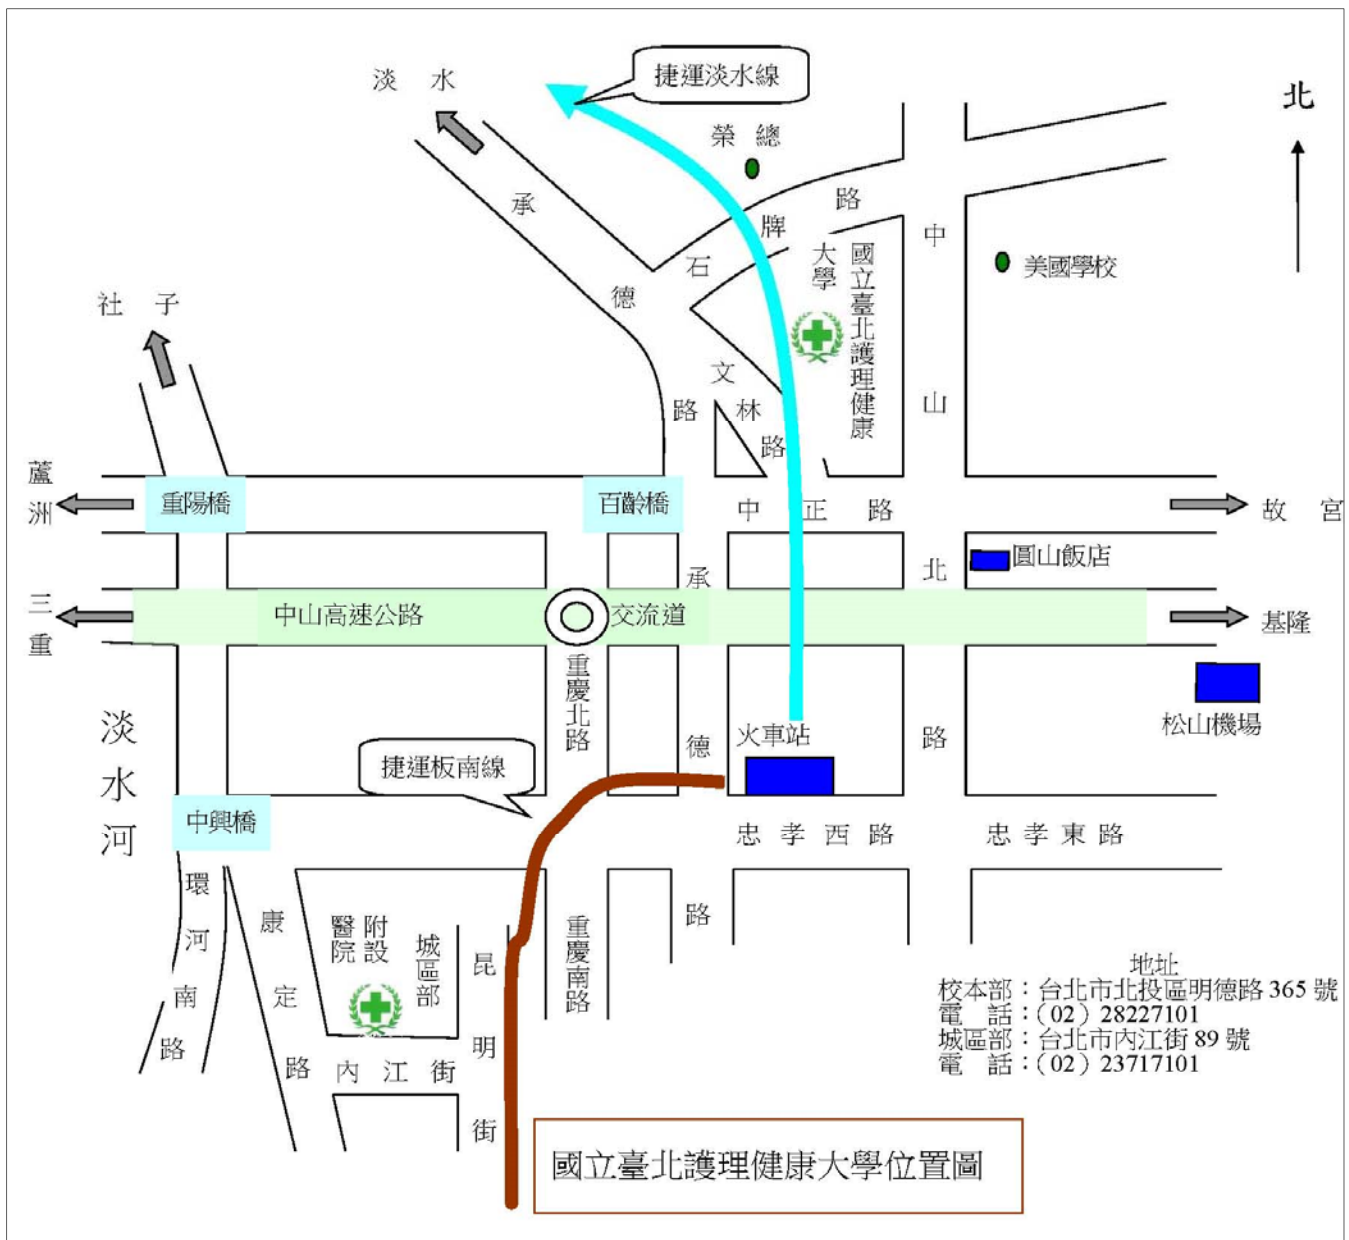 捷運淡水線
北
淡水
榮總
承德路
石牌路
中山北路
國立臺北護理健康
大學
美國學校
社子
文林路
蘆洲
重陽橋
百齡橋
中正路
故宮
圓山飯店
承德路
三重
中山高速公路
交流道
基隆
重慶北路
松山機場
淡水河
火車站
捷運板南線
中興橋
忠孝西路
忠孝東路
環河南路
康定路
附設
醫院
城區部
昆明街
重慶南路
內江街
地址
校本部：台北市北投區明德路 365 號
電 話：(02) 28227101
城區部：台北市內江街 89 號
電 話：(02) 23717101
國立臺北護理健康大學位置圖